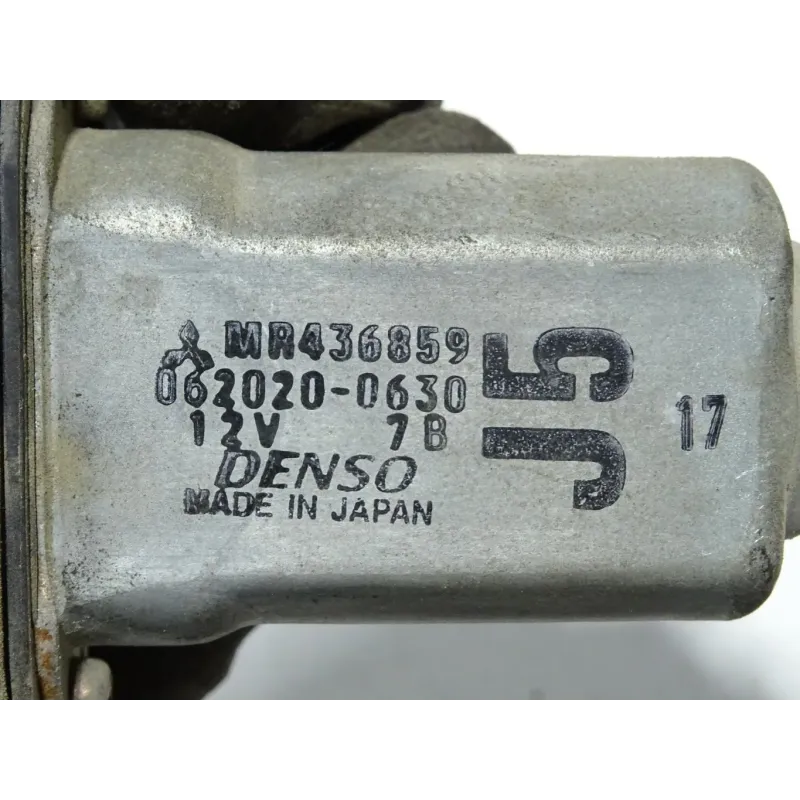 MR436859
062020-0630
12V 7B
DENSO
MADE IN JAPAN
J5
17